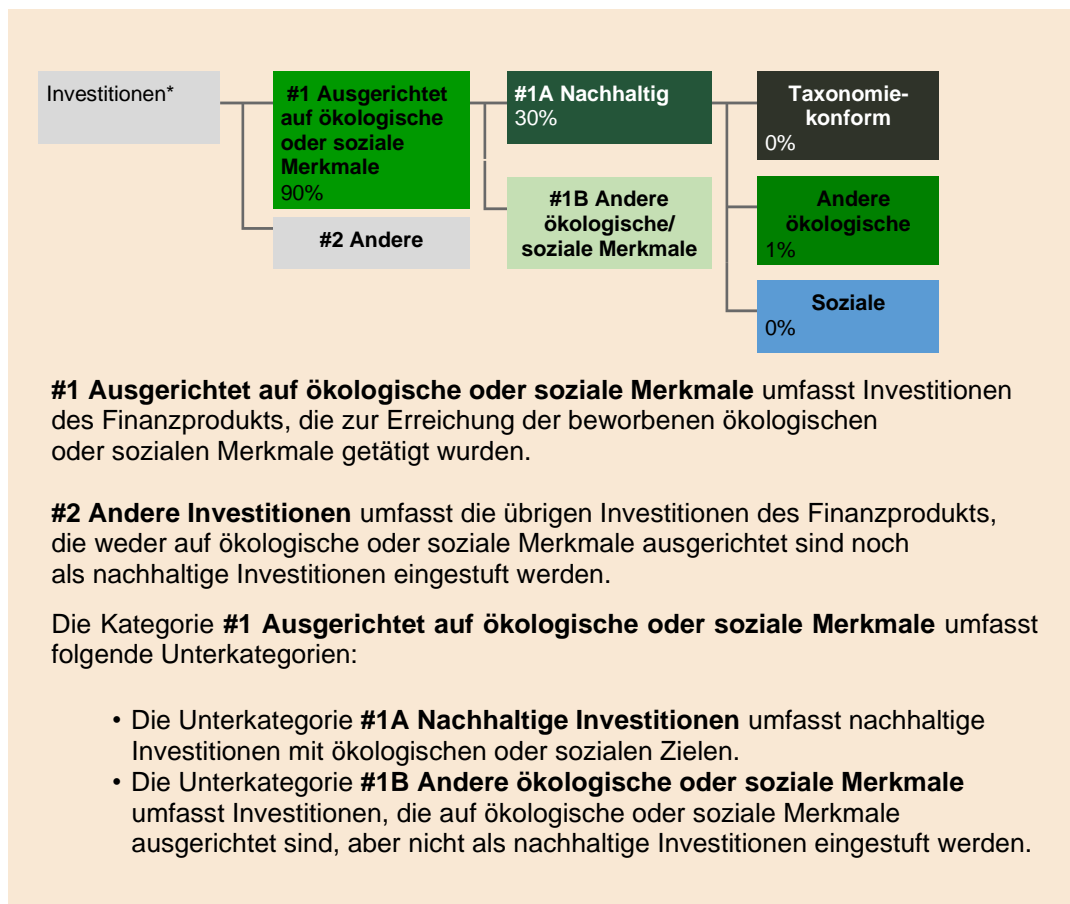 Investitionen*
#1 Ausgerichtet
auf ökologische
oder soziale
Merkmale
90%
#2 Andere
#1A Nachhaltig
30%
#1B Andere
ökologische/
soziale Merkmale
Taxonomie-
konform
0%
Andere
ökologische
1%
Soziale
0%
#1 Ausgerichtet auf ökologische oder soziale Merkmale umfasst Investitionen
des Finanzprodukts, die zur Erreichung der beworbenen ökologischen
oder sozialen Merkmale getätigt wurden.
#2 Andere Investitionen umfasst die übrigen Investitionen des Finanzprodukts,
die weder auf ökologische oder soziale Merkmale ausgerichtet sind noch
als nachhaltige Investitionen eingestuft werden.
Die Kategorie #1 Ausgerichtet auf ökologische oder soziale Merkmale umfasst
folgende Unterkategorien:
• Die Unterkategorie #1A Nachhaltige Investitionen umfasst nachhaltige
Investitionen mit ökologischen oder sozialen Zielen.
• Die Unterkategorie #1B Andere ökologische oder soziale Merkmale
umfasst Investitionen, die auf ökologische oder soziale Merkmale
ausgerichtet sind, aber nicht als nachhaltige Investitionen eingestuft werden.